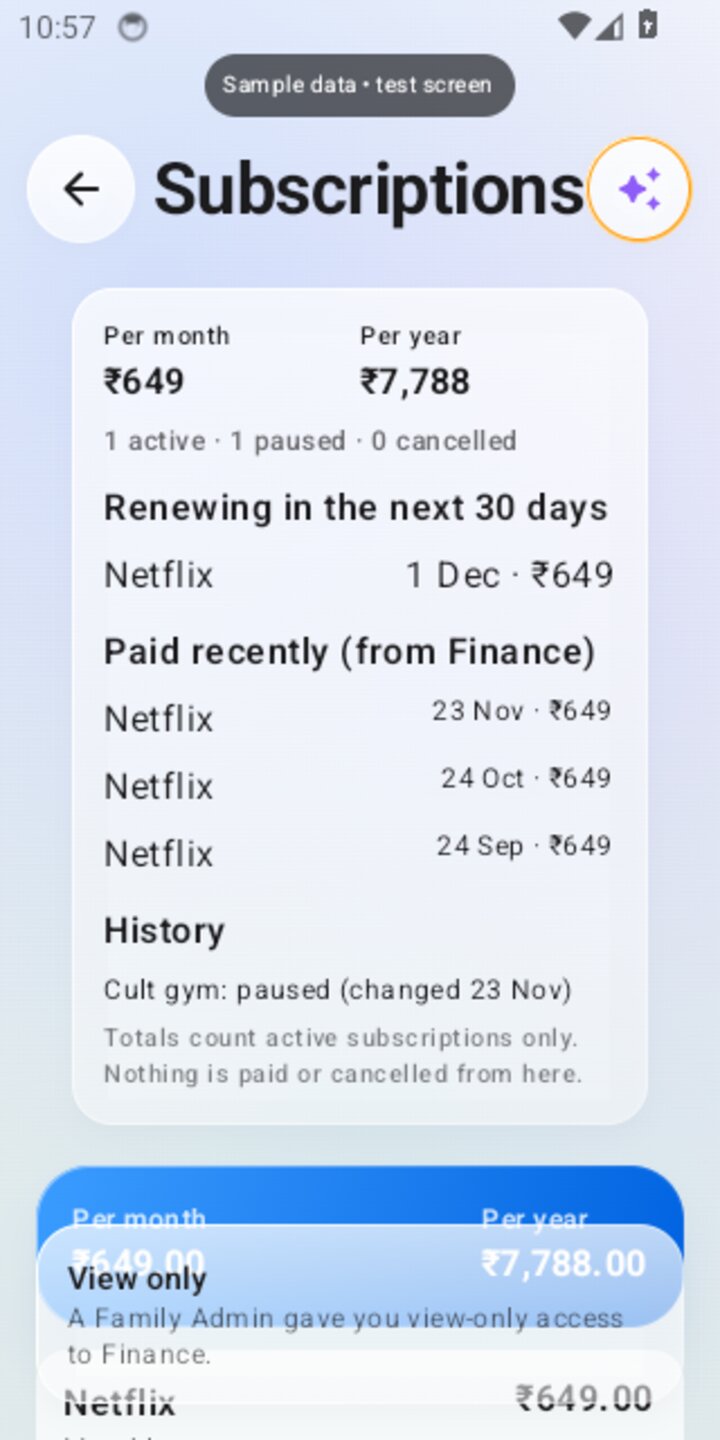 10:57
Sample data • test screen
Subscriptions
Per month Per year
₹649 ₹7,788
1 active · 1 paused · 0 cancelled
Renewing in the next 30 days
Netflix 1 Dec · ₹649
Paid recently (from Finance)
Netflix 23 Nov · ₹649
Netflix 24 Oct · ₹649
Netflix 24 Sep · ₹649
History
Cult gym: paused (changed 23 Nov)
Totals count active subscriptions only.
Nothing is paid or cancelled from here.
Per month Per year
₹649.00 ₹7,788.00
View only
A Family Admin gave you view-only access
to Finance.
Netflix ₹649.00